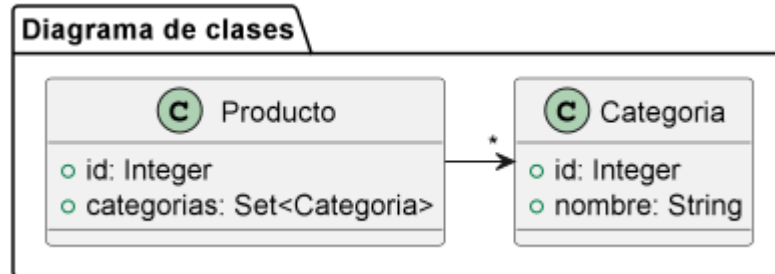 Diagrama de clases
C Producto
id: Integer
categorias: Set<Categoria>
*
C Categoria
id: Integer
nombre: String